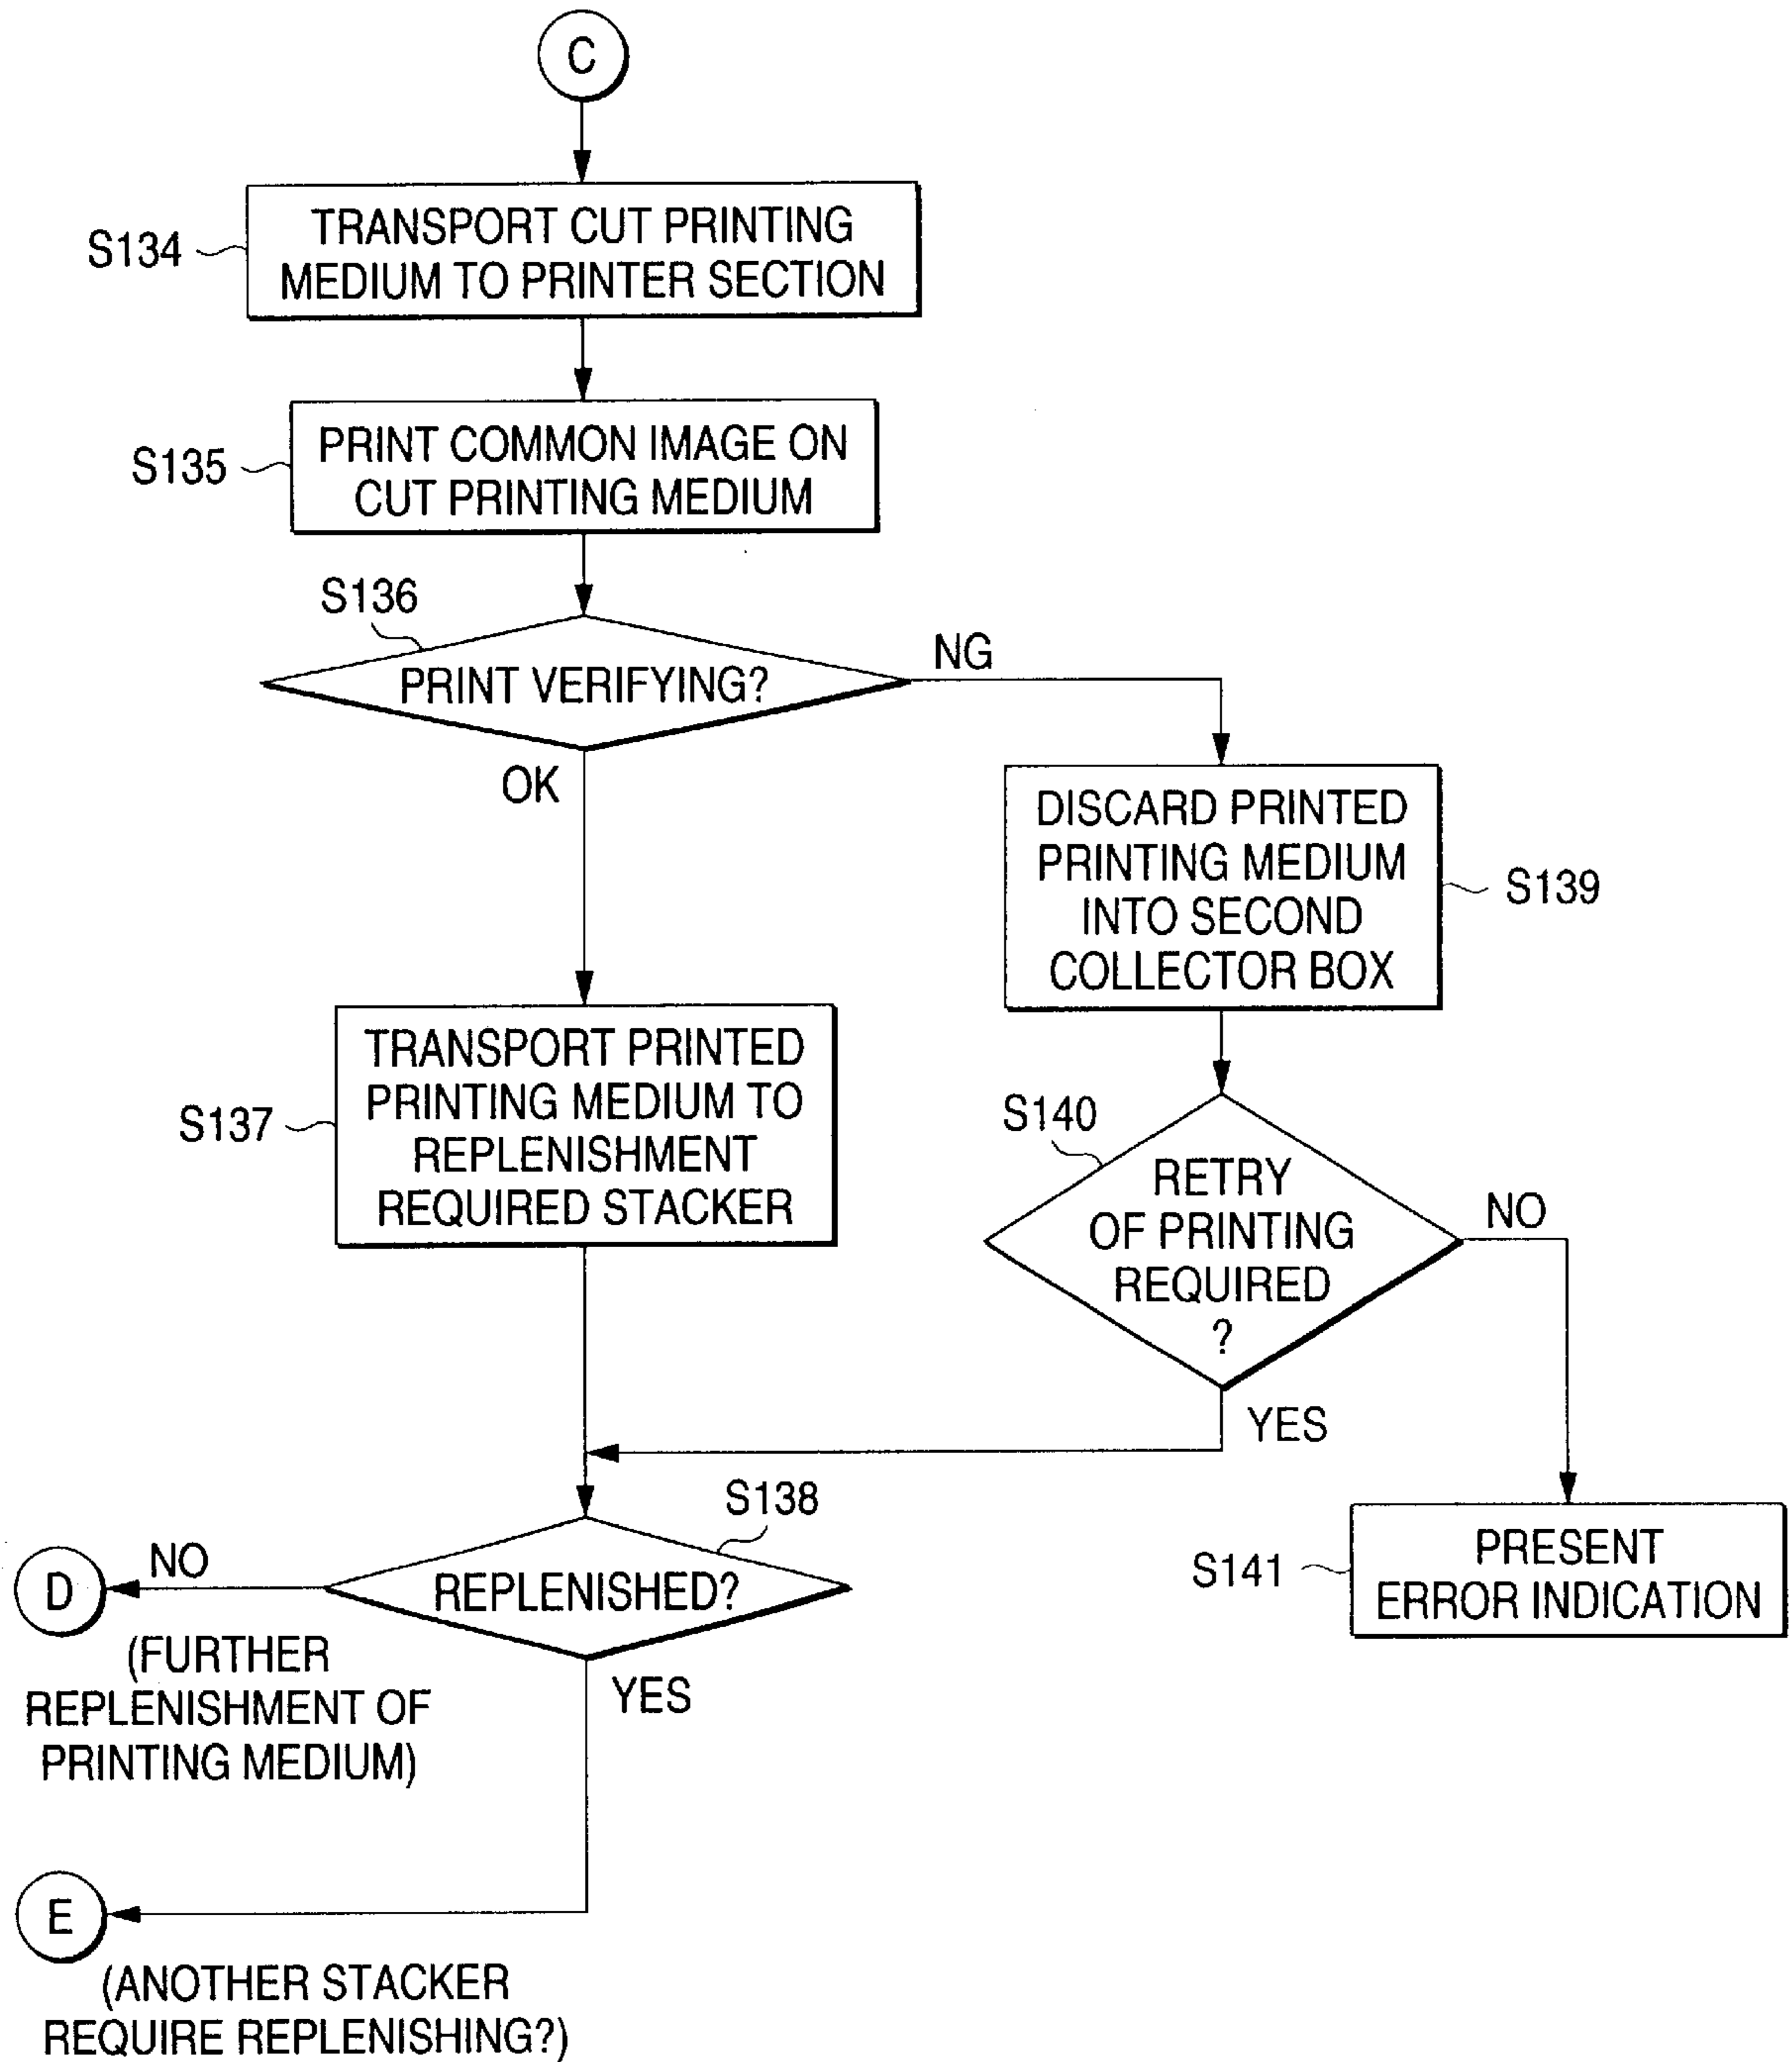 C
S134
TRANSPORT CUT PRINTING
MEDIUM TO PRINTER SECTION
S135
PRINT COMMON IMAGE ON
CUT PRINTING MEDIUM
S136
PRINT VERIFYING?
NG
OK
DISCARD PRINTED
PRINTING MEDIUM
INTO SECOND
COLLECTOR BOX
S139
S137
TRANSPORT PRINTED
PRINTING MEDIUM TO
REPLENISHMENT
REQUIRED STACKER
S140
RETRY
OF PRINTING
REQUIRED
?
NO
YES
S138
REPLENISHED?
NO
D
(FURTHER
REPLENISHMENT OF
PRINTING MEDIUM)
YES
S141
PRESENT
ERROR INDICATION
E
(ANOTHER STACKER
REQUIRE REPLENISHING?)